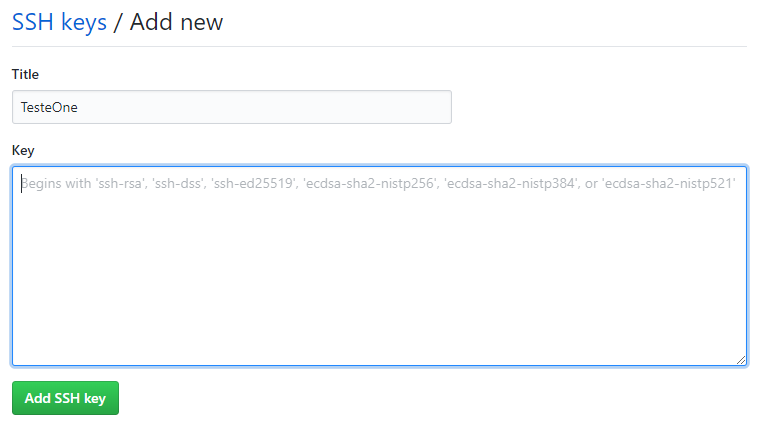 SSH keys / Add new
Title
TesteOne
Key
Begins with 'ssh-rsa', 'ssh-dss', 'ssh-ed25519', 'ecdsa-sha2-nistp256', 'ecdsa-sha2-nistp384', or 'ecdsa-sha2-nistp521'
Add SSH key